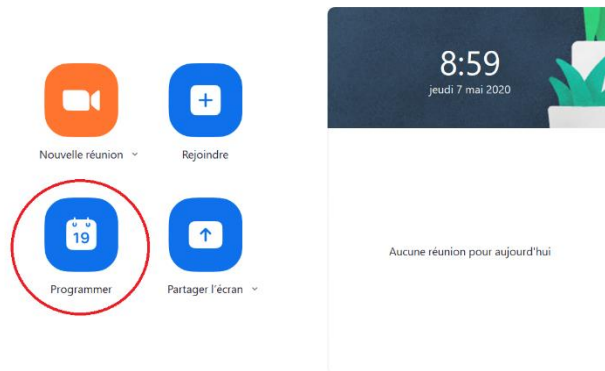 8:59
jeudi 7 mai 2020
Nouvelle réunion
Rejoindre
19
Programmer
Partager l'écran
Aucune réunion pour aujourd'hui